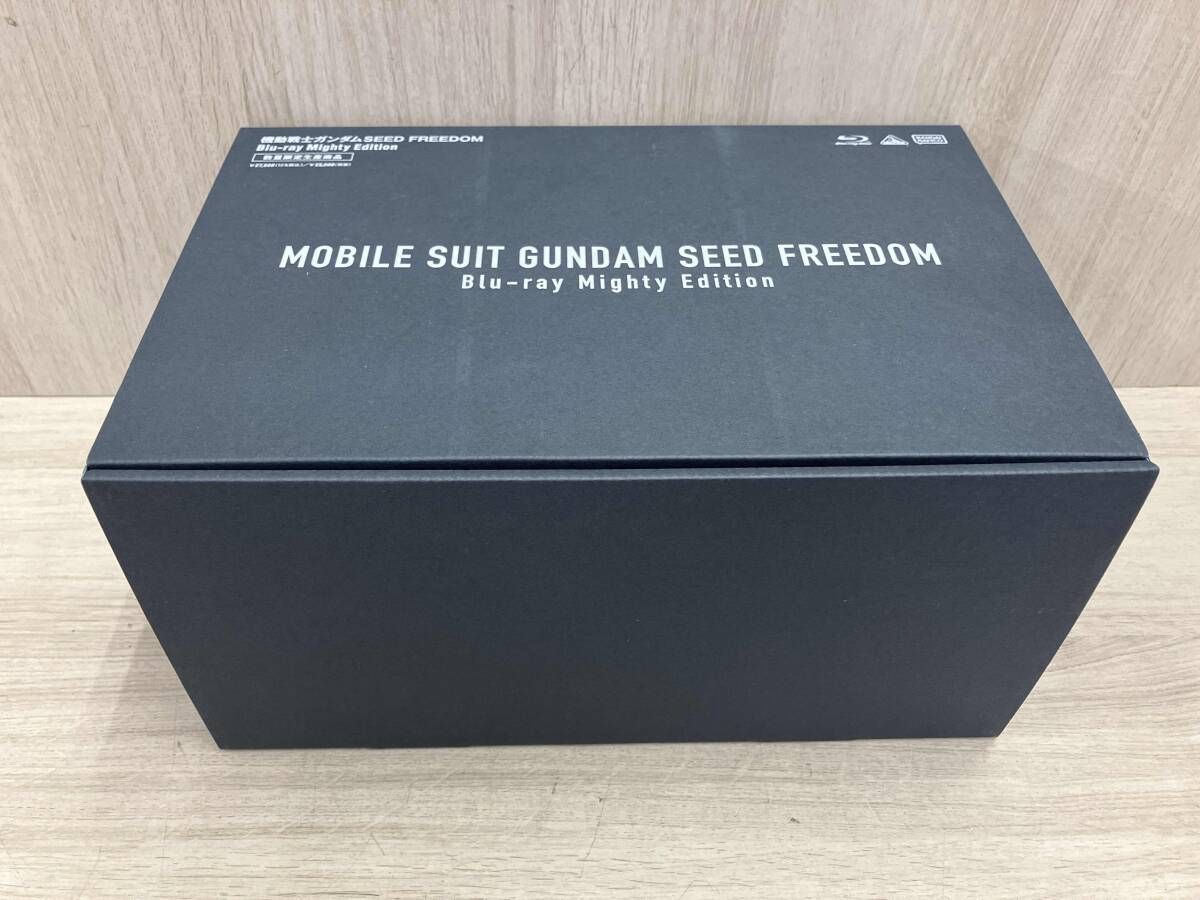 機動戦士ガンダムSEED FREEDOM
Blu-ray Mighty Edition
数量限定生産商品
MOBILE SUIT GUNDAM SEED FREEDOM
Blu-ray Mighty Edition